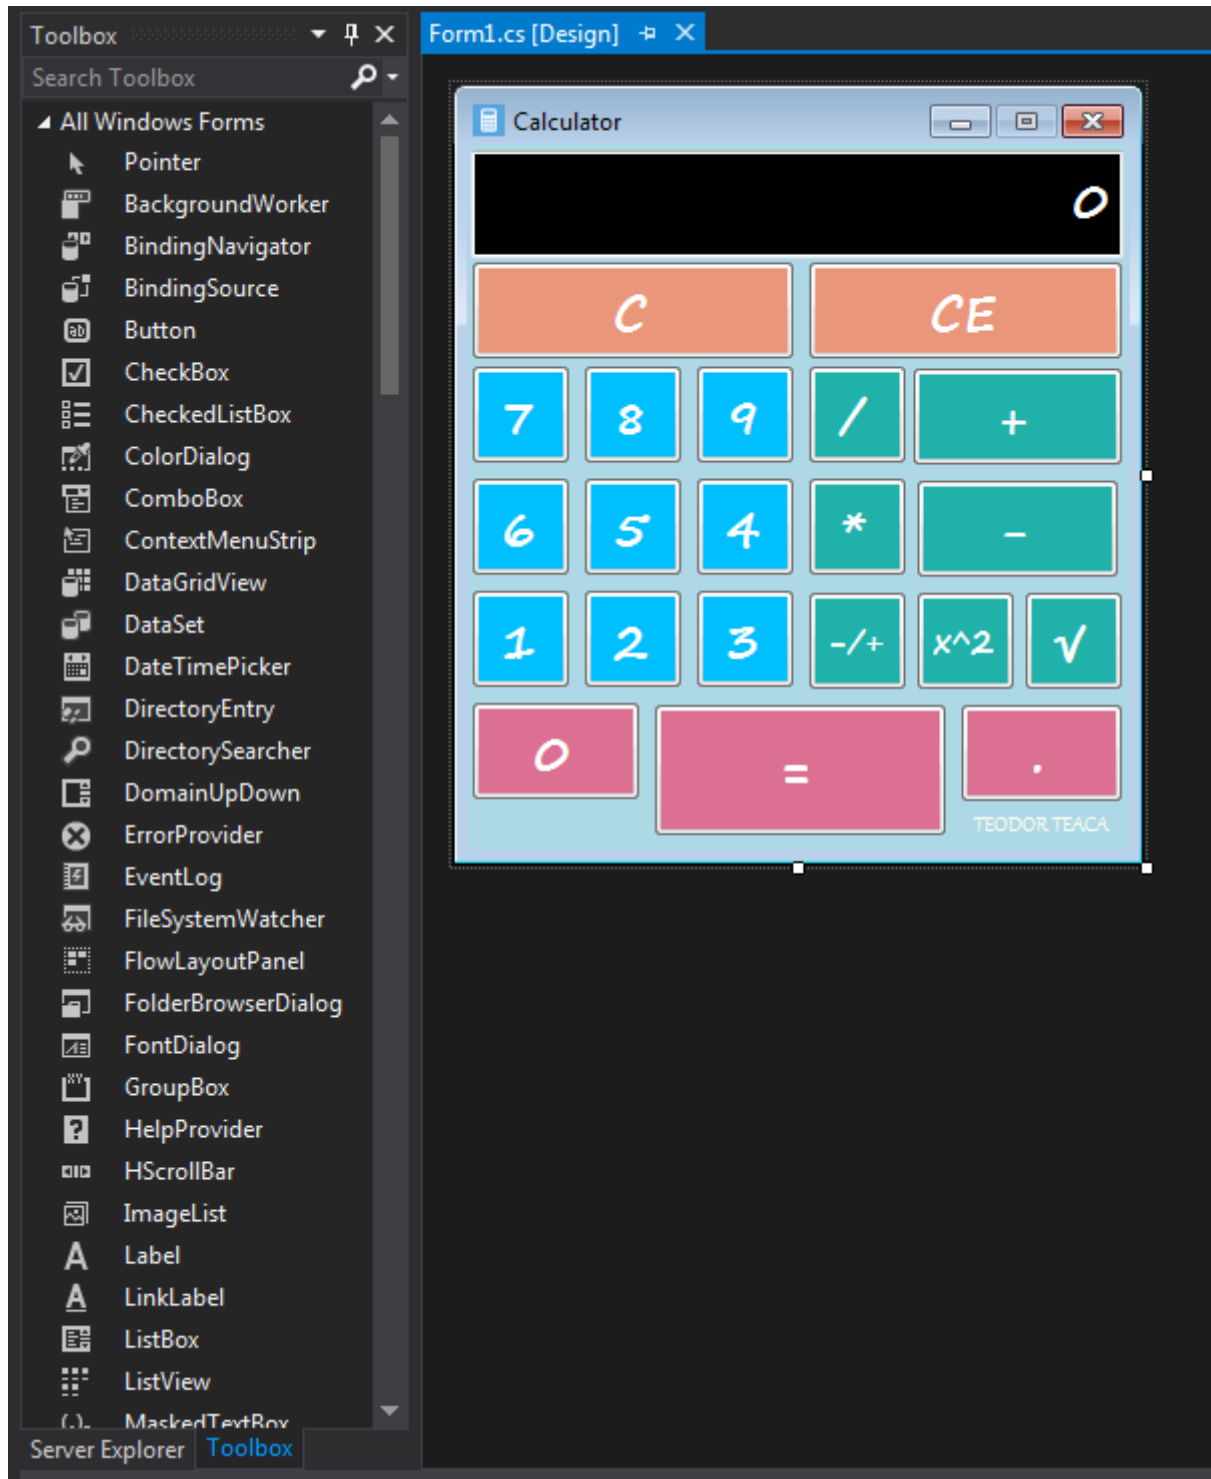 Toolbox
Search Toolbox
All Windows Forms
Pointer
BackgroundWorker
BindingNavigator
BindingSource
Button
CheckBox
CheckedListBox
ColorDialog
ComboBox
ContextMenuStrip
DataGridView
DataSet
DateTimePicker
DirectoryEntry
DirectorySearcher
DomainUpDown
ErrorProvider
EventLog
FileSystemWatcher
FlowLayoutPanel
FolderBrowserDialog
FontDialog
GroupBox
HelpProvider
HScrollBar
ImageList
Label
LinkLabel
ListBox
ListView
MaskedTextBox
Server Explorer Toolbox
Form1.cs [Design]
Calculator
0
C CE
7 8 9 / +
6 5 4 * -
1 2 3 -/+ x^2 √
0 = .
TEODOR TEACA